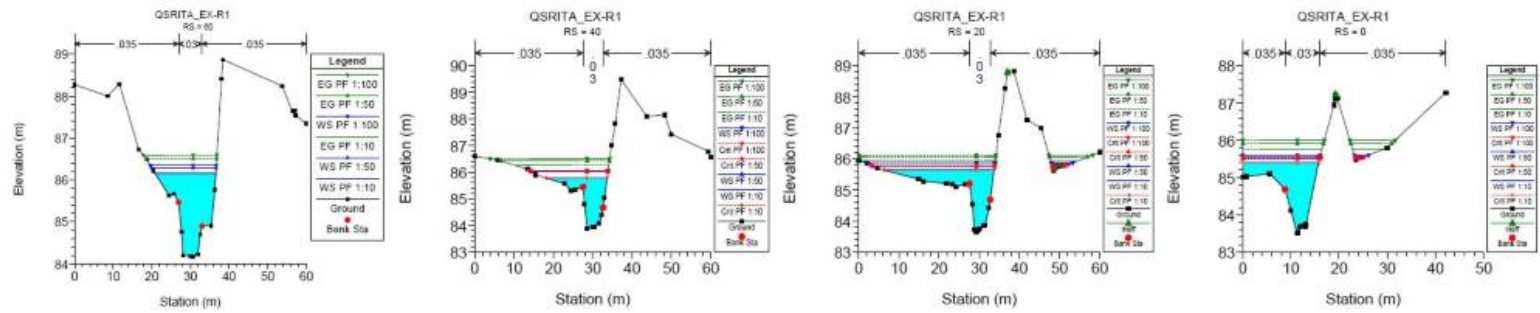 QSRITA_EX-R1
RS = 60
.035
.03
.035
89
88
87
86
85
84
0
10
20
30
40
50
60
Elevation (m)
Station (m)
Legend
EG PF 1:100
EG PF 1:50
WS PF 1:100
EG PF 1:10
WS PF 1:50
WS PF 1:10
Ground
Bank Sta
QSRITA_EX-R1
RS = 40
.035
.
0
3
.035
90
89
88
87
86
85
84
83
0
10
20
30
40
50
60
Elevation (m)
Station (m)
Legend
EG PF 1:100
EG PF 1:50
EG PF 1:10
WS PF 1:100
Crit PF 1:100
Crit PF 1:50
WS PF 1:50
WS PF 1:10
Crit PF 1:10
Ground
Bank Sta
QSRITA_EX-R1
RS = 20
.035
.
0
3
.035
89
88
87
86
85
84
83
0
10
20
30
40
50
60
Elevation (m)
Station (m)
Legend
EG PF 1:100
EG PF 1:50
EG PF 1:10
WS PF 1:100
Crit PF 1:100
Crit PF 1:50
WS PF 1:50
WS PF 1:10
Crit PF 1:10
Ground
Ineff
Bank Sta
QSRITA_EX-R1
RS = 0
.035
.03
.035
88
87
86
85
84
83
0
10
20
30
40
50
Elevation (m)
Station (m)
Legend
EG PF 1:100
EG PF 1:50
EG PF 1:10
WS PF 1:100
Crit PF 1:100
WS PF 1:50
Crit PF 1:50
WS PF 1:10
Crit PF 1:10
Ground
Ineff
Bank Sta